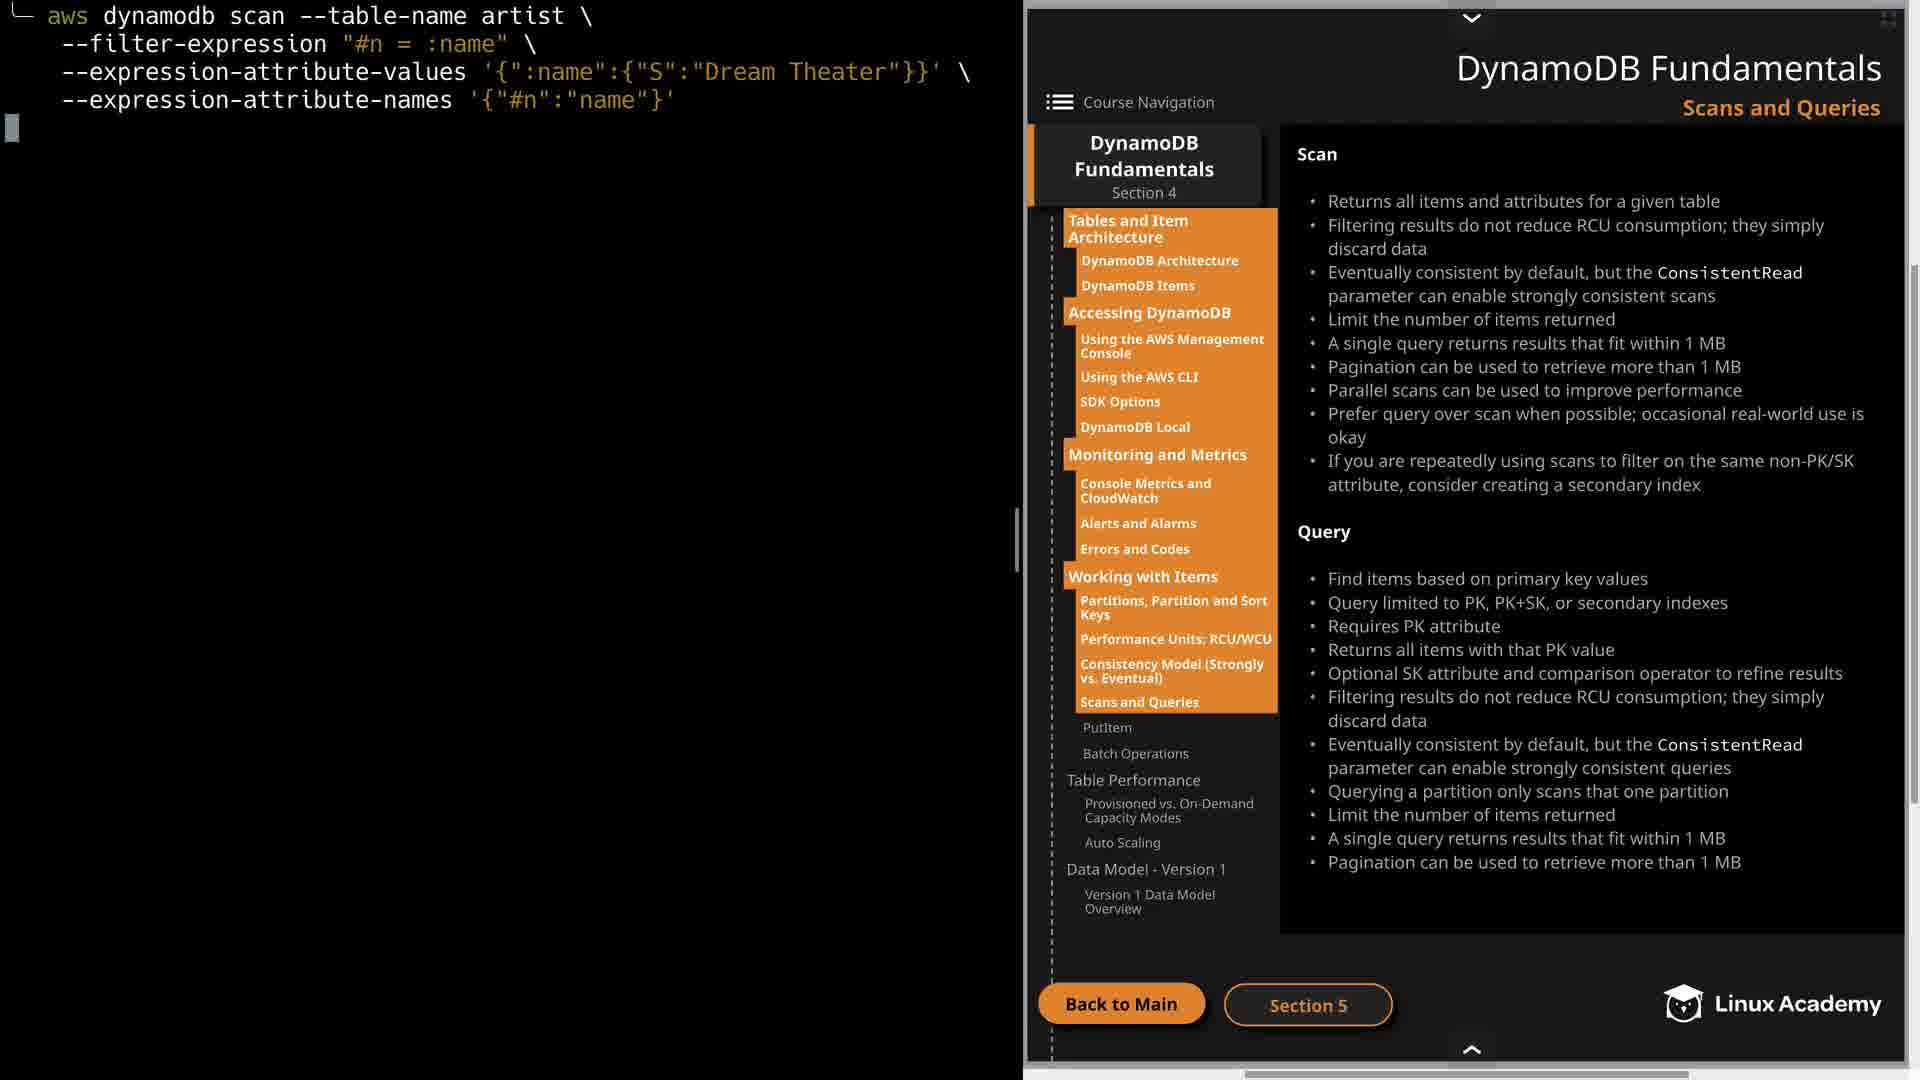 aws dynamodb scan --table-name artist \
--filter-expression "#n = :name" \
--expression-attribute-values '{":name":{"S":"Dream Theater"}}' \
--expression-attribute-names '{"#n":"name"}'
DynamoDB Fundamentals
Scans and Queries
Course Navigation
DynamoDB
Fundamentals
Section 4
Tables and Item
Architecture
DynamoDB Architecture
DynamoDB Items
Accessing DynamoDB
Using the AWS Management
Console
Using the AWS CLI
SDK Options
DynamoDB Local
Monitoring and Metrics
Console Metrics and
CloudWatch
Alerts and Alarms
Errors and Codes
Working with Items
Partitions, Partition and Sort
Keys
Performance Units: RCU/WCU
Consistency Model (Strongly
vs. Eventual)
Scans and Queries
PutItem
Batch Operations
Table Performance
Provisioned vs. On-Demand
Capacity Modes
Auto Scaling
Data Model - Version 1
Version 1 Data Model
Overview
Scan
• Returns all items and attributes for a given table
• Filtering results do not reduce RCU consumption; they simply
discard data
• Eventually consistent by default, but the ConsistentRead
parameter can enable strongly consistent scans
• Limit the number of items returned
• A single query returns results that fit within 1 MB
• Pagination can be used to retrieve more than 1 MB
• Parallel scans can be used to improve performance
• Prefer query over scan when possible; occasional real-world use is
okay
• If you are repeatedly using scans to filter on the same non-PK/SK
attribute, consider creating a secondary index
Query
• Find items based on primary key values
• Query limited to PK, PK+SK, or secondary indexes
• Requires PK attribute
• Returns all items with that PK value
• Optional SK attribute and comparison operator to refine results
• Filtering results do not reduce RCU consumption; they simply
discard data
• Eventually consistent by default, but the ConsistentRead
parameter can enable strongly consistent queries
• Querying a partition only scans that one partition
• Limit the number of items returned
• A single query returns results that fit within 1 MB
• Pagination can be used to retrieve more than 1 MB
Back to Main
Section 5
Linux Academy